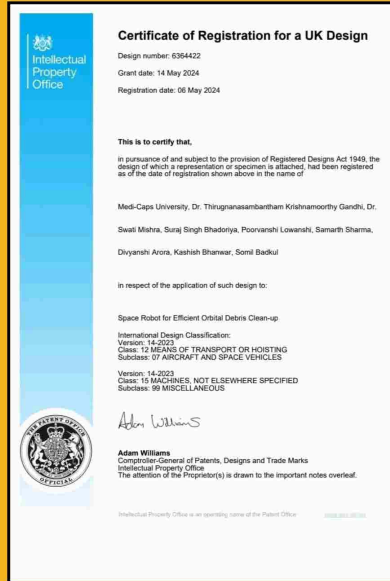 Intellectual
Property
Office
Certificate of Registration for a UK Design
Design number: 6364422
Grant date: 14 May 2024
Registration date: 06 May 2024
This is to certify that,
in pursuance of and subject to the provision of Registered Designs Act 1949, the
design of which a representation or specimen is attached, had been registered
as of the date of registration shown above in the name of
Medi-Caps University, Dr. Thirugnanasambantham Krishnamoorthy Gandhi, Dr.
Swati Mishra, Suraj Singh Bhadoriya, Poorvanshi Lowanshi, Samarth Sharma,
Divyanshi Arora, Kashish Bhanwar, Somil Badkul
in respect of the application of such design to:
Space Robot for Efficient Orbital Debris Clean-up
International Design Classification:
Version: 14-2023
Class: 12 MEANS OF TRANSPORT OR HOISTING
Subclass: 07 AIRCRAFT AND SPACE VEHICLES
Version: 14-2023
Class: 15 MACHINES, NOT ELSEWHERE SPECIFIED
Subclass: 99 MISCELLANEOUS
Adam Williams
THE PATENT OFFICE
OFFICIAL
Adam Williams
Comptroller-General of Patents, Designs and Trade Marks
Intellectual Property Office
The attention of the Proprietor(s) is drawn to the important notes overleaf.
Intellectual Property Office is an operating name of the Patent Office